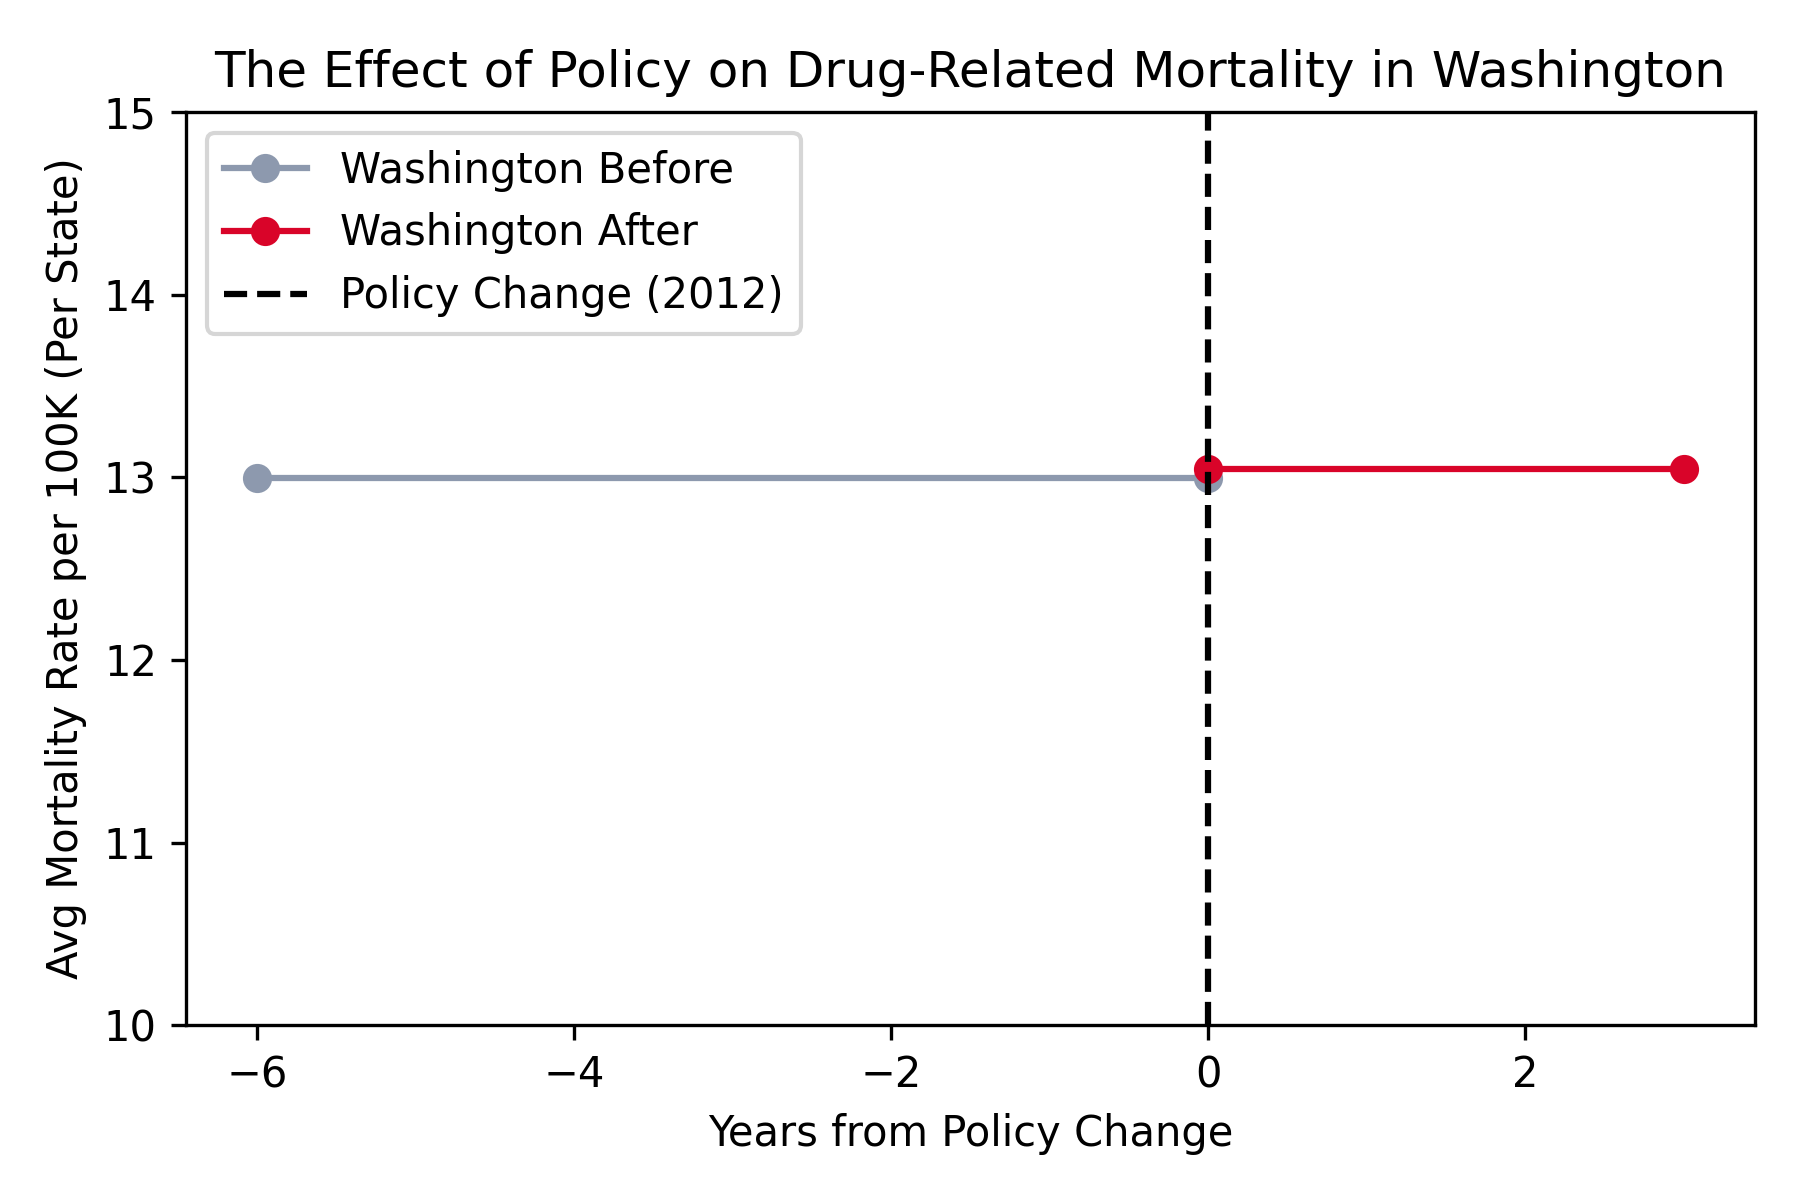 The Effect of Policy on Drug-Related Mortality in Washington
Avg Mortality Rate per 100K (Per State)
15
14
13
12
11
10
Washington Before
Washington After
Policy Change (2012)
−6
−4
−2
0
2
Years from Policy Change